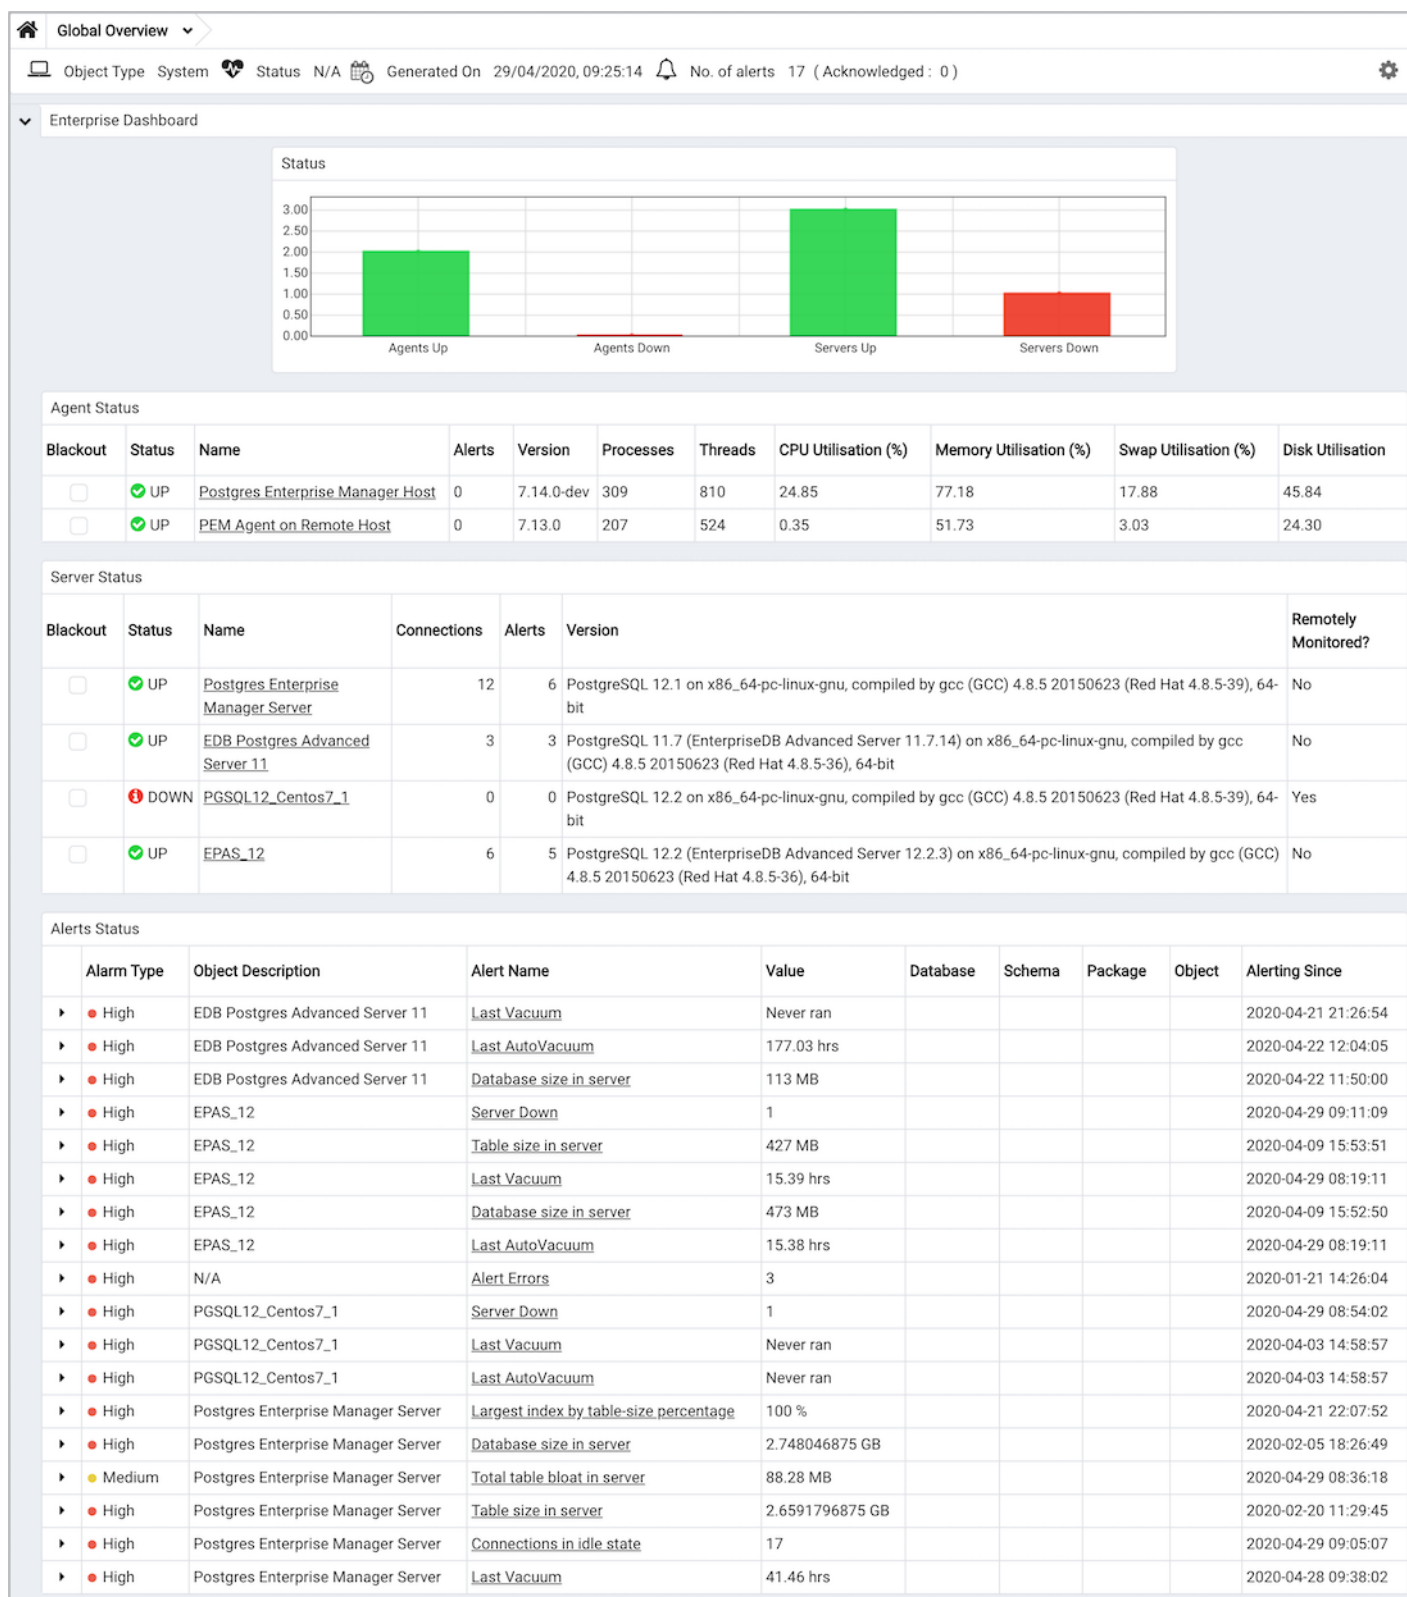 Global Overview
Object Type System Status N/A Generated On 29/04/2020, 09:25:14 No. of alerts 17 ( Acknowledged : 0 )
Enterprise Dashboard
Status
3.00
2.50
2.00
1.50
1.00
0.50
0.00
Agents Up Agents Down Servers Up Servers Down
Agent Status
Blackout Status Name Alerts Version Processes Threads CPU Utilisation (%) Memory Utilisation (%) Swap Utilisation (%) Disk Utilisation
UP Postgres Enterprise Manager Host 0 7.14.0-dev 309 810 24.85 77.18 17.88 45.84
UP PEM Agent on Remote Host 0 7.13.0 207 524 0.35 51.73 3.03 24.30
Server Status
Blackout Status Name Connections Alerts Version Remotely
Monitored?
UP Postgres Enterprise 12 6 PostgreSQL 12.1 on x86_64-pc-linux-gnu, compiled by gcc (GCC) 4.8.5 20150623 (Red Hat 4.8.5-39), 64- No
Manager Server bit
UP EDB Postgres Advanced 3 3 PostgreSQL 11.7 (EnterpriseDB Advanced Server 11.7.14) on x86_64-pc-linux-gnu, compiled by gcc No
Server 11 (GCC) 4.8.5 20150623 (Red Hat 4.8.5-36), 64-bit
DOWN PGSQL12_Centos7_1 0 0 PostgreSQL 12.2 on x86_64-pc-linux-gnu, compiled by gcc (GCC) 4.8.5 20150623 (Red Hat 4.8.5-39), 64- Yes
bit
UP EPAS_12 6 5 PostgreSQL 12.2 (EnterpriseDB Advanced Server 12.2.3) on x86_64-pc-linux-gnu, compiled by gcc (GCC) No
4.8.5 20150623 (Red Hat 4.8.5-36), 64-bit
Alerts Status
Alarm Type Object Description Alert Name Value Database Schema Package Object Alerting Since
High EDB Postgres Advanced Server 11 Last Vacuum Never ran 2020-04-21 21:26:54
High EDB Postgres Advanced Server 11 Last AutoVacuum 177.03 hrs 2020-04-22 12:04:05
High EDB Postgres Advanced Server 11 Database size in server 113 MB 2020-04-22 11:50:00
High EPAS_12 Server Down 1 2020-04-29 09:11:09
High EPAS_12 Table size in server 427 MB 2020-04-09 15:53:51
High EPAS_12 Last Vacuum 15.39 hrs 2020-04-29 08:19:11
High EPAS_12 Database size in server 473 MB 2020-04-09 15:52:50
High EPAS_12 Last AutoVacuum 15.38 hrs 2020-04-29 08:19:11
High N/A Alert Errors 3 2020-01-21 14:26:04
High PGSQL12_Centos7_1 Server Down 1 2020-04-29 08:54:02
High PGSQL12_Centos7_1 Last Vacuum Never ran 2020-04-03 14:58:57
High PGSQL12_Centos7_1 Last AutoVacuum Never ran 2020-04-03 14:58:57
High Postgres Enterprise Manager Server Largest index by table-size percentage 100 % 2020-04-21 22:07:52
High Postgres Enterprise Manager Server Database size in server 2.748046875 GB 2020-02-05 18:26:49
Medium Postgres Enterprise Manager Server Total table bloat in server 88.28 MB 2020-04-29 08:36:18
High Postgres Enterprise Manager Server Table size in server 2.6591796875 GB 2020-02-20 11:29:45
High Postgres Enterprise Manager Server Connections in idle state 17 2020-04-29 09:05:07
High Postgres Enterprise Manager Server Last Vacuum 41.46 hrs 2020-04-28 09:38:02